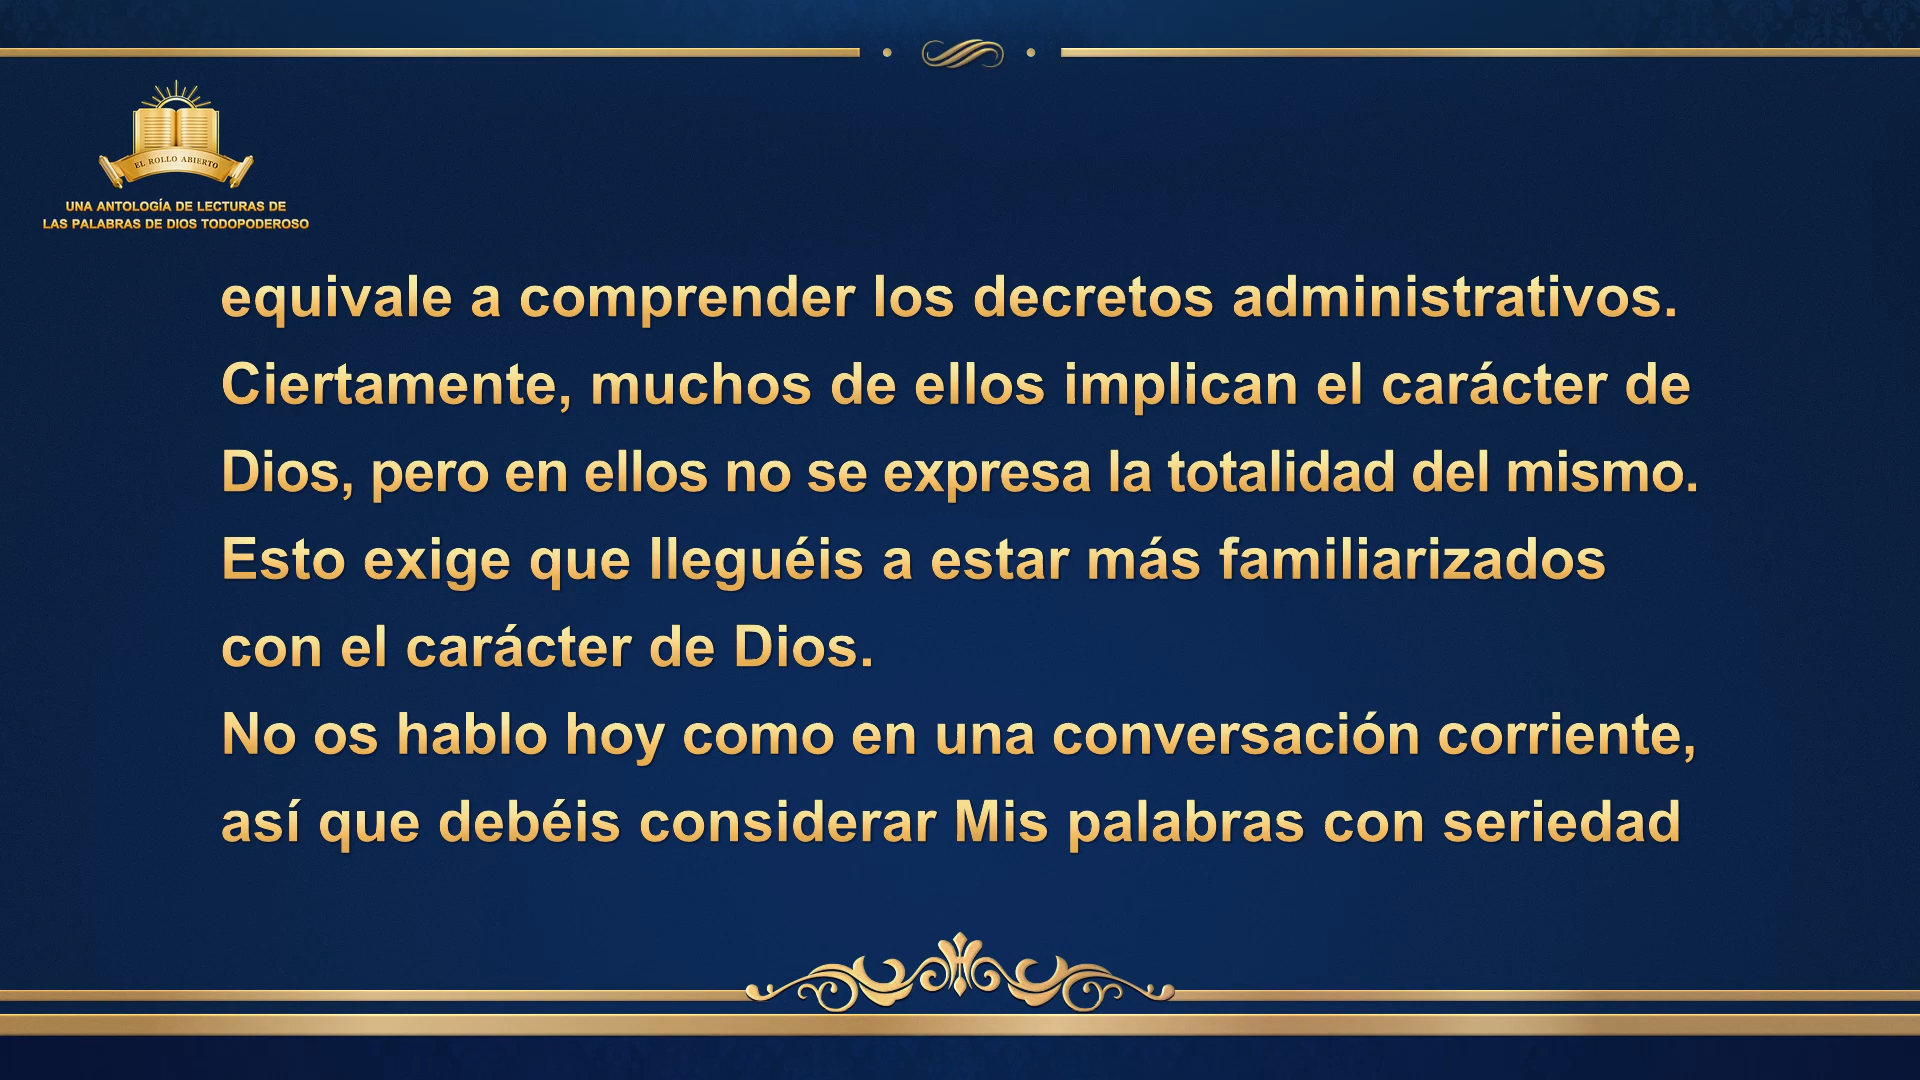 EL ROLLO ABIERTO
UNA ANTOLOGÍA DE LECTURAS DE
LAS PALABRAS DE DIOS TODOPODEROSO
equivale a comprender los decretos administrativos.
Ciertamente, muchos de ellos implican el carácter de
Dios, pero en ellos no se expresa la totalidad del mismo.
Esto exige que lleguéis a estar más familiarizados
con el carácter de Dios.
No os hablo hoy como en una conversación corriente,
así que debéis considerar Mis palabras con seriedad